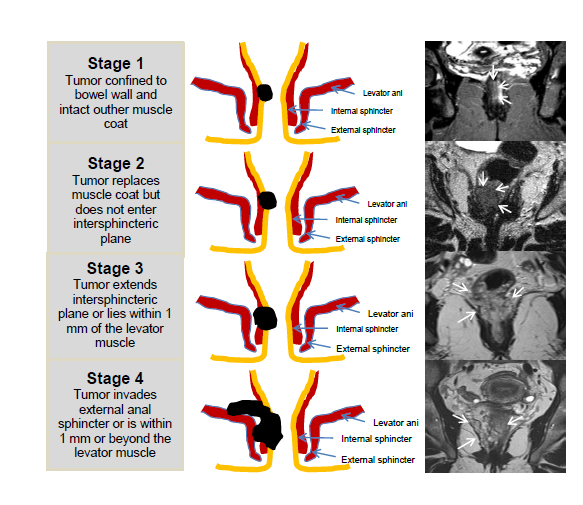 Stage 1
Tumor confined to
bowel wall and
intact outher muscle
coat
Levator ani
Internal sphincter
External sphincter
Stage 2
Tumor replaces
muscle coat but
does not enter
intersphincteric
plane
Levator ani
Internal sphincter
External sphincter
Stage 3
Tumor extends
intersphincteric
plane or lies within 1
mm of the levator
muscle
Levator ani
Internal sphincter
External sphincter
Stage 4
Tumor invades
external anal
sphincter or is within
1 mm or beyond the
levator muscle
Levator ani
Internal sphincter
External sphincter